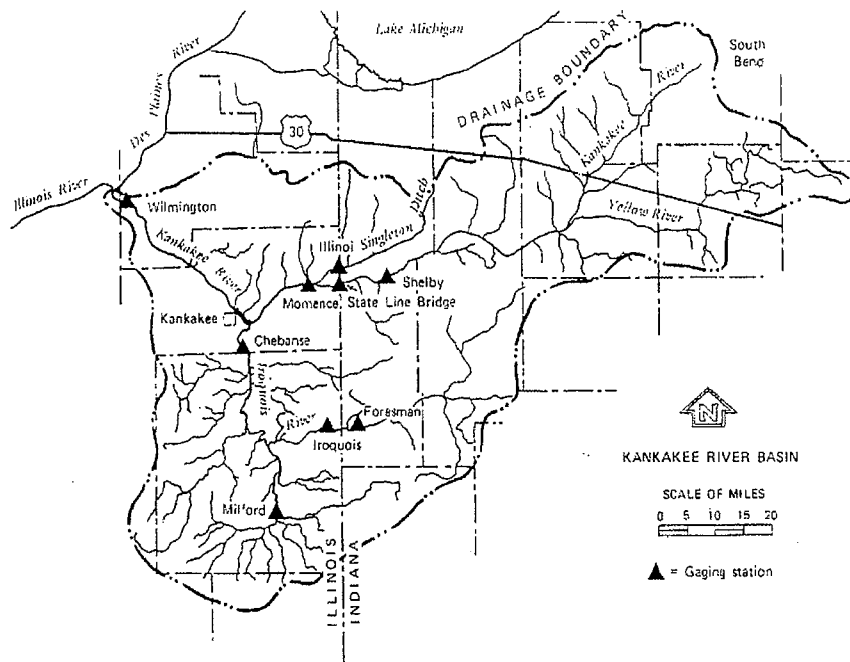 Lake Michigan
River
Des Plaines
South
Bend
DRAINAGE BOUNDARY
30
Kankakee
River
Illinois River
Wilmington
Yellow River
Kankakee
River
Illinoi
Singleton
Ditch
Shelby
Momence
State Line Bridge
Kankakee
Chebanse
Iroquois
River
Foresman
Iroquois
Milford
ILLINOIS
INDIANA
N
KANKAKEE RIVER BASIN
SCALE OF MILES
0 5 10 15 20
▲ = Gaging station